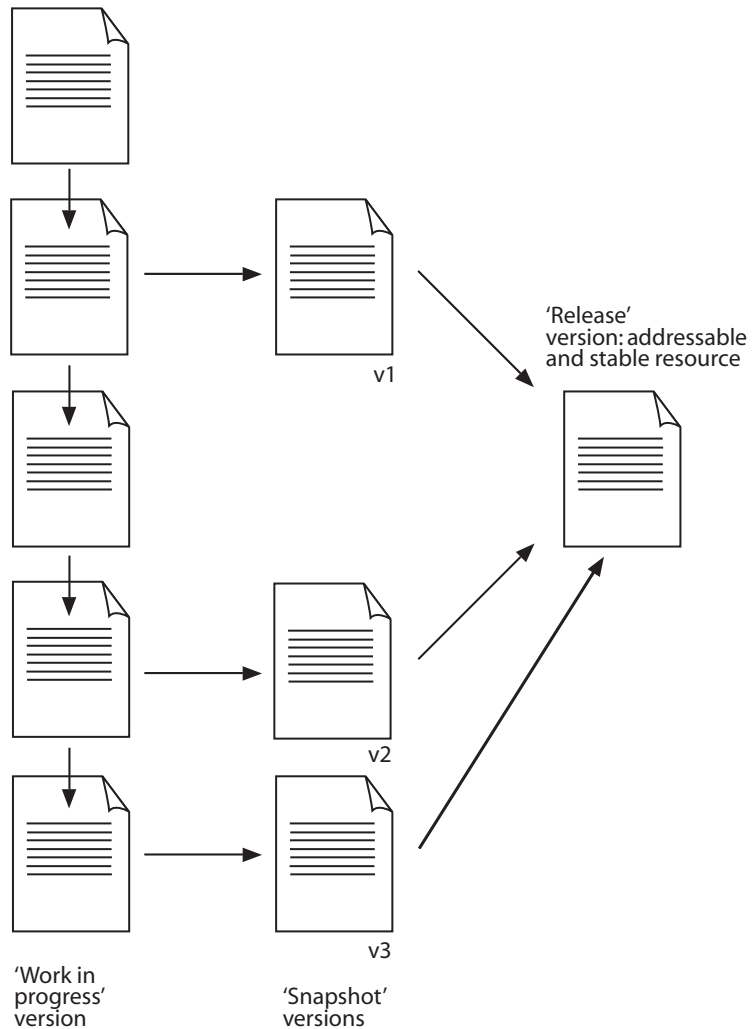 v1
‘Release’
version: addressable
and stable resource
v2
v3
‘Work in
progress’
version
‘Snapshot’
versions